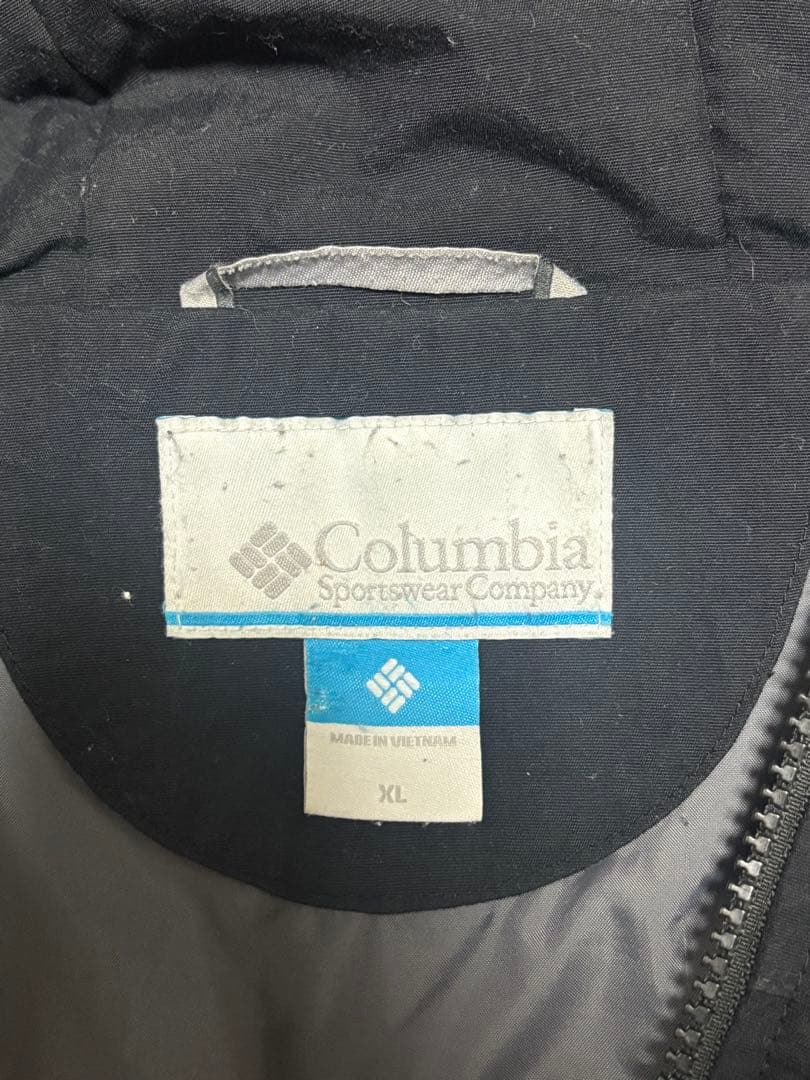 Columbia
Sportswear Company
MADE IN VIETNAM
XL